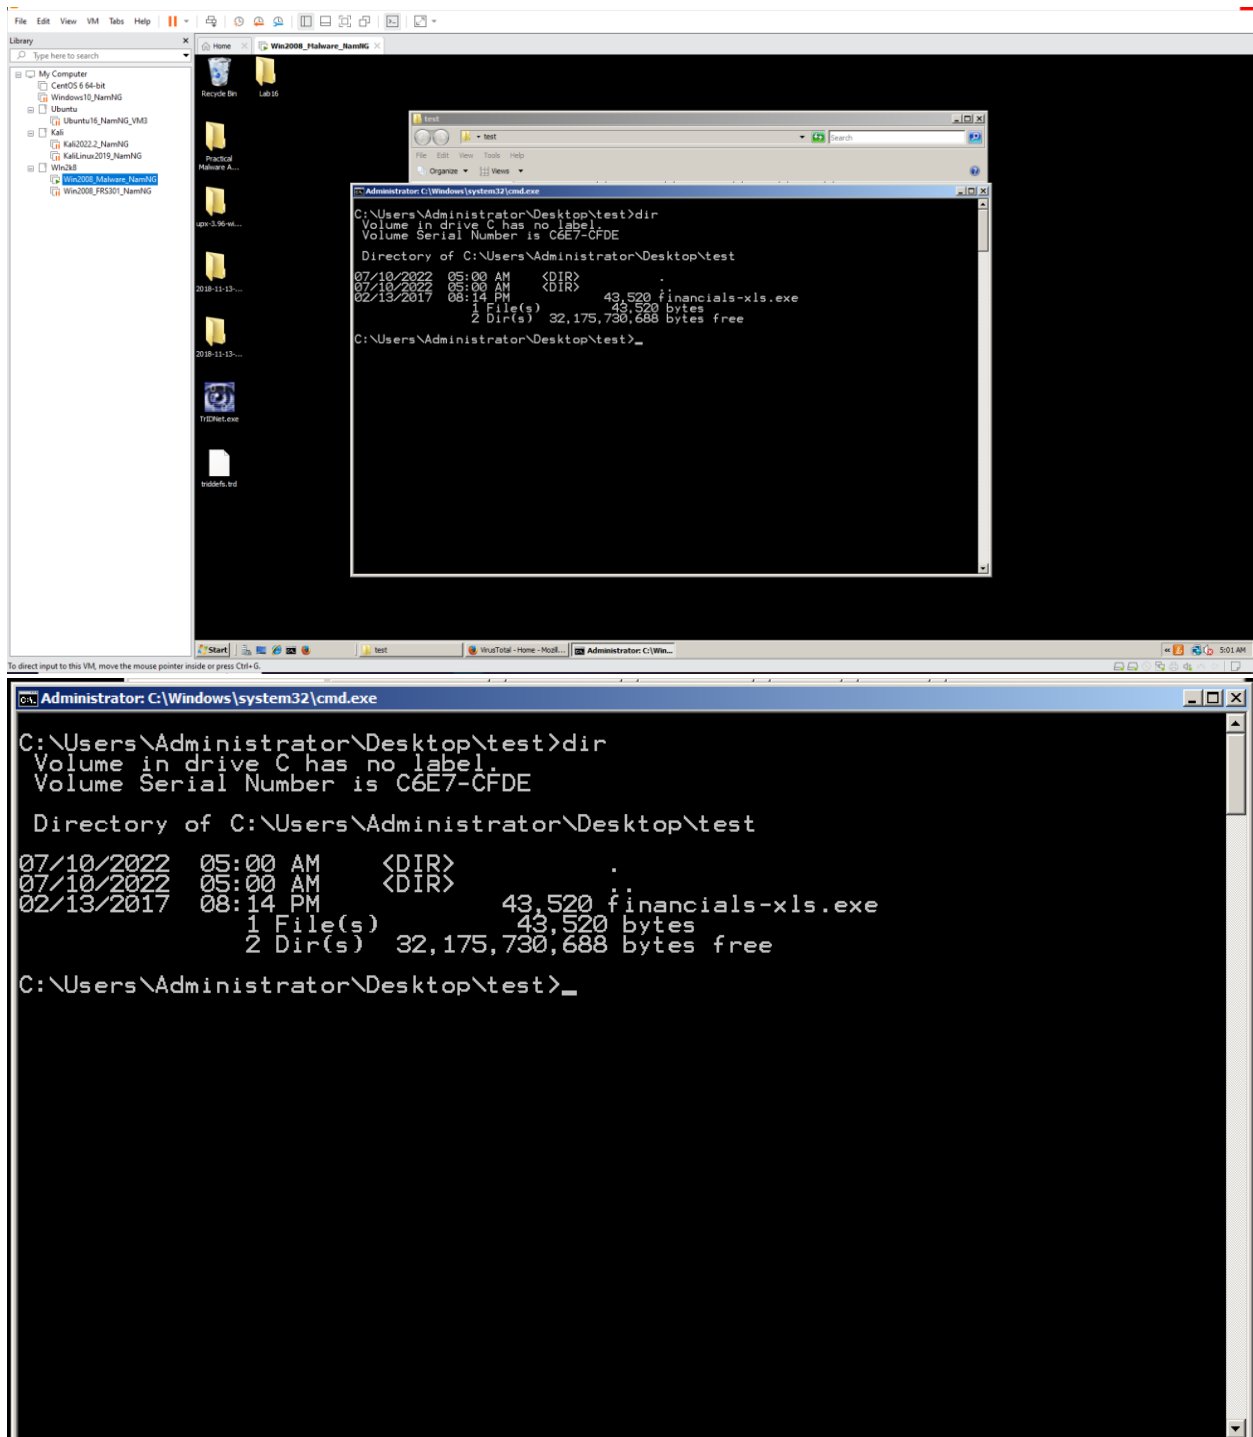 File Edit View VM Tabs Help
Library
Type here to search
Home
Win2008_Malware_NamNG
My Computer
CentOS 6 64-bit
Windows10_NamNG
Ubuntu
Ubuntu16_NamNG_VM3
Kali
Kali2022.2_NamNG
KaliLinux2019_NamNG
Win2k8
Win2008_Malware_NamNG
Win2008_FRS301_NamNG
Recycle Bin
Lab16
Practical
Malware A...
upx-3.96-wi...
2018-11-13-...
2018-11-13-...
TrIDNet.exe
triddefs.trd
test
test
Search
File Edit View Tools Help
Organize Views
Administrator: C:\Windows\system32\cmd.exe
C:\Users\Administrator\Desktop\test>dir
Volume in drive C has no label.
Volume Serial Number is C6E7-CFDE
Directory of C:\Users\Administrator\Desktop\test
07/10/2022 05:00 AM <DIR> .
07/10/2022 05:00 AM <DIR> ..
02/13/2017 08:14 PM 43,520 financials-xls.exe
1 File(s) 43,520 bytes
2 Dir(s) 32,175,730,688 bytes free
C:\Users\Administrator\Desktop\test>_
Start
test
VirusTotal - Home - Mozil...
Administrator: C:\Win...
5:01 AM
To direct input to this VM, move the mouse pointer inside or press Ctrl+G.
Administrator: C:\Windows\system32\cmd.exe
C:\Users\Administrator\Desktop\test>dir
Volume in drive C has no label.
Volume Serial Number is C6E7-CFDE
Directory of C:\Users\Administrator\Desktop\test
07/10/2022 05:00 AM <DIR> .
07/10/2022 05:00 AM <DIR> ..
02/13/2017 08:14 PM 43,520 financials-xls.exe
1 File(s) 43,520 bytes
2 Dir(s) 32,175,730,688 bytes free
C:\Users\Administrator\Desktop\test>_